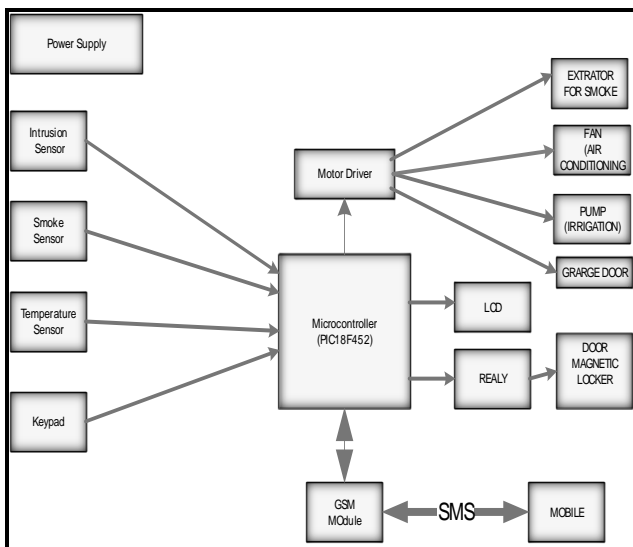 Power Supply
Intrusion
Sensor
Smoke
Sensor
Temperature
Sensor
Keypad
Motor Driver
Microcontroller
(PIC18F452)
GSM
MOdule
SMS
MOBILE
LCD
REALY
DOOR
MAGNETIC
LOCKER
EXTRATOR
FOR SMOKE
FAN
(AIR
CONDITIONING
PUMP
(IRRIGATION)
GRARGE DOOR